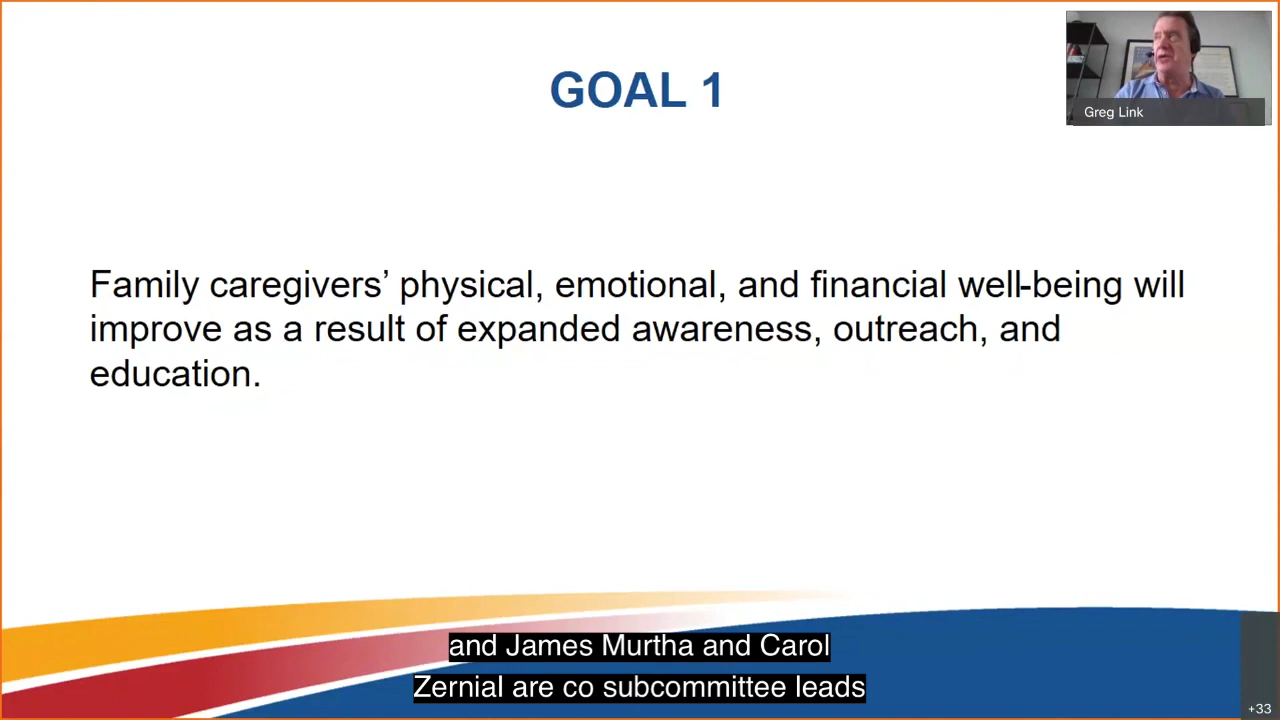 GOAL 1
Greg Link
Family caregivers’ physical, emotional, and financial well-being will
improve as a result of expanded awareness, outreach, and
education.
and James Murtha and Carol
Zernial are co subcommittee leads
+33